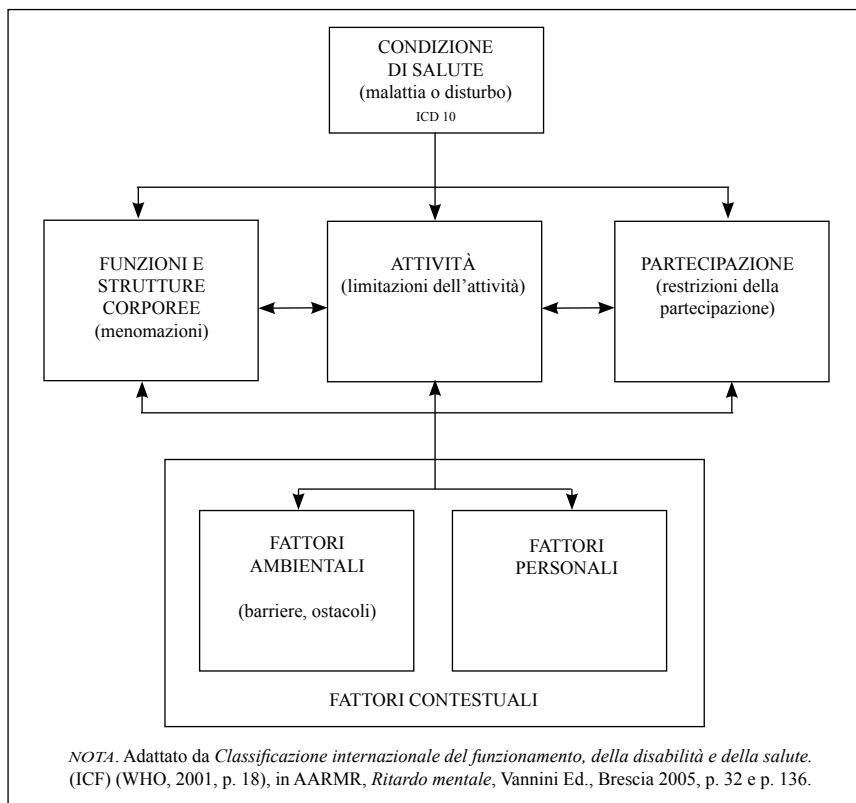 CONDIZIONE
DI SALUTE
(malattia o disturbo)
ICD 10
FUNZIONI E
STRUTTURE
CORPOREE
(menomazioni)
ATTIVITÀ
(limitazioni dell’attività)
PARTECIPAZIONE
(restrizioni della
partecipazione)
FATTORI
AMBIENTALI
(barriere, ostacoli)
FATTORI
PERSONALI
FATTORI CONTESTUALI
NOTA. Adattato da Classificazione internazionale del funzionamento, della disabilità e della salute.
(ICF) (WHO, 2001, p. 18), in AARMR, Ritardo mentale, Vannini Ed., Brescia 2005, p. 32 e p. 136.